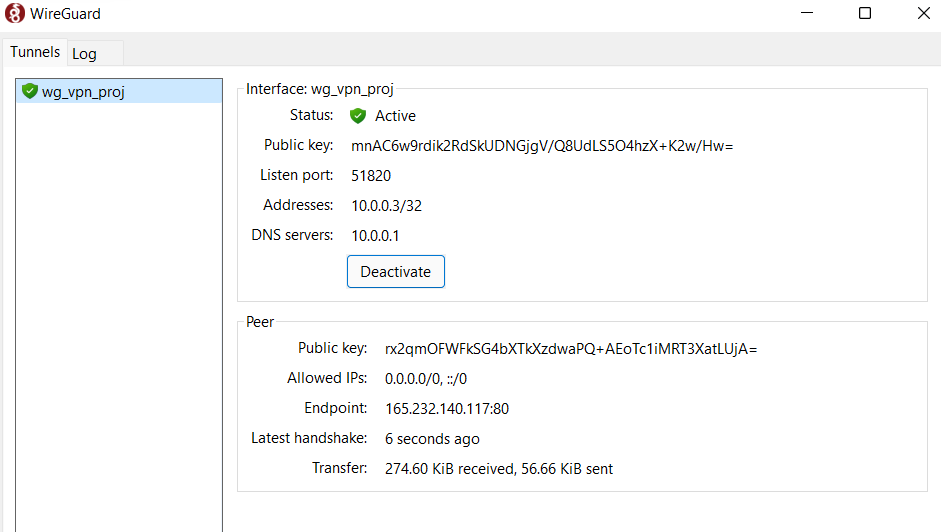 WireGuard
Tunnels Log
wg_vpn_proj
Interface: wg_vpn_proj
Status: Active
Public key: mnAC6w9rdik2RdSkUDNGjgV/Q8UdLS5O4hzX+K2w/Hw=
Listen port: 51820
Addresses: 10.0.0.3/32
DNS servers: 10.0.0.1
Deactivate
Peer
Public key: rx2qmOFWFkSG4bXTkXzdwaPQ+AEoTc1iMRT3XatLUjA=
Allowed IPs: 0.0.0.0/0, ::/0
Endpoint: 165.232.140.117:80
Latest handshake: 6 seconds ago
Transfer: 274.60 KiB received, 56.66 KiB sent